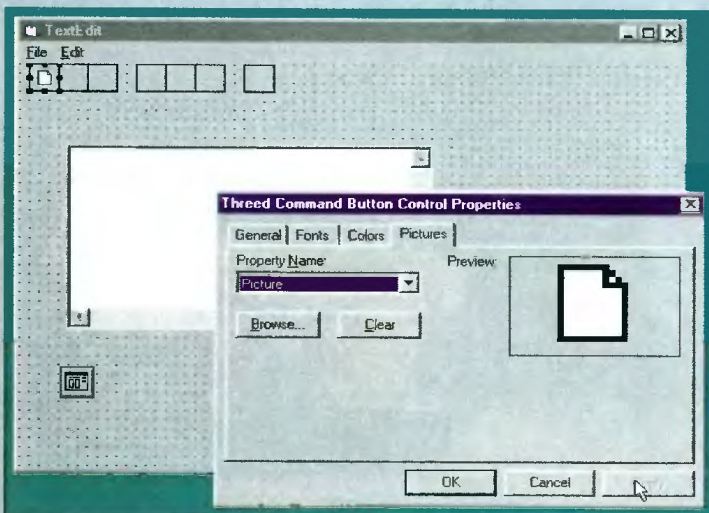 TextEdit
File Edit
Threed Command Button Control Properties
General Fonts Colors Pictures
Property Name:
Preview:
Picture
Browse... Clear
OK Cancel